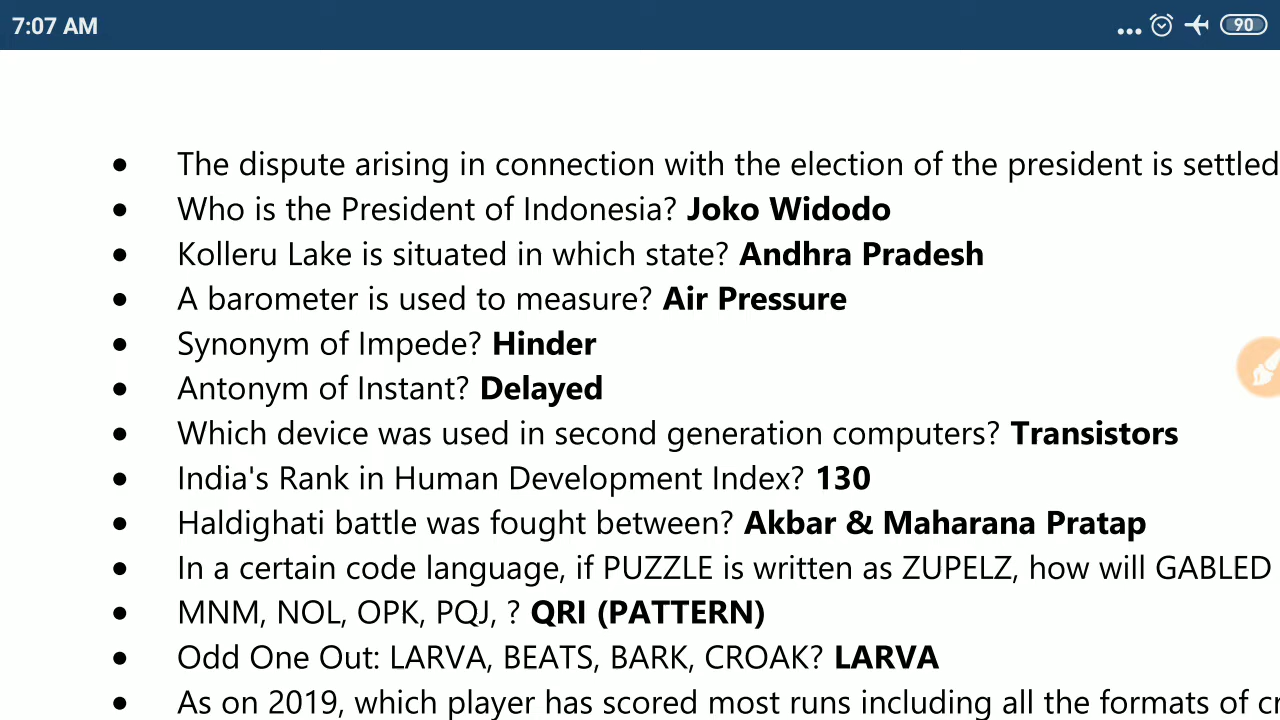 7:07 AM
90
• The dispute arising in connection with the election of the president is settled
• Who is the President of Indonesia? Joko Widodo
• Kolleru Lake is situated in which state? Andhra Pradesh
• A barometer is used to measure? Air Pressure
• Synonym of Impede? Hinder
• Antonym of Instant? Delayed
• Which device was used in second generation computers? Transistors
• India's Rank in Human Development Index? 130
• Haldighati battle was fought between? Akbar & Maharana Pratap
• In a certain code language, if PUZZLE is written as ZUPELZ, how will GABLED
• MNM, NOL, OPK, PQJ, ? QRI (PATTERN)
• Odd One Out: LARVA, BEATS, BARK, CROAK? LARVA
• As on 2019, which player has scored most runs including all the formats of